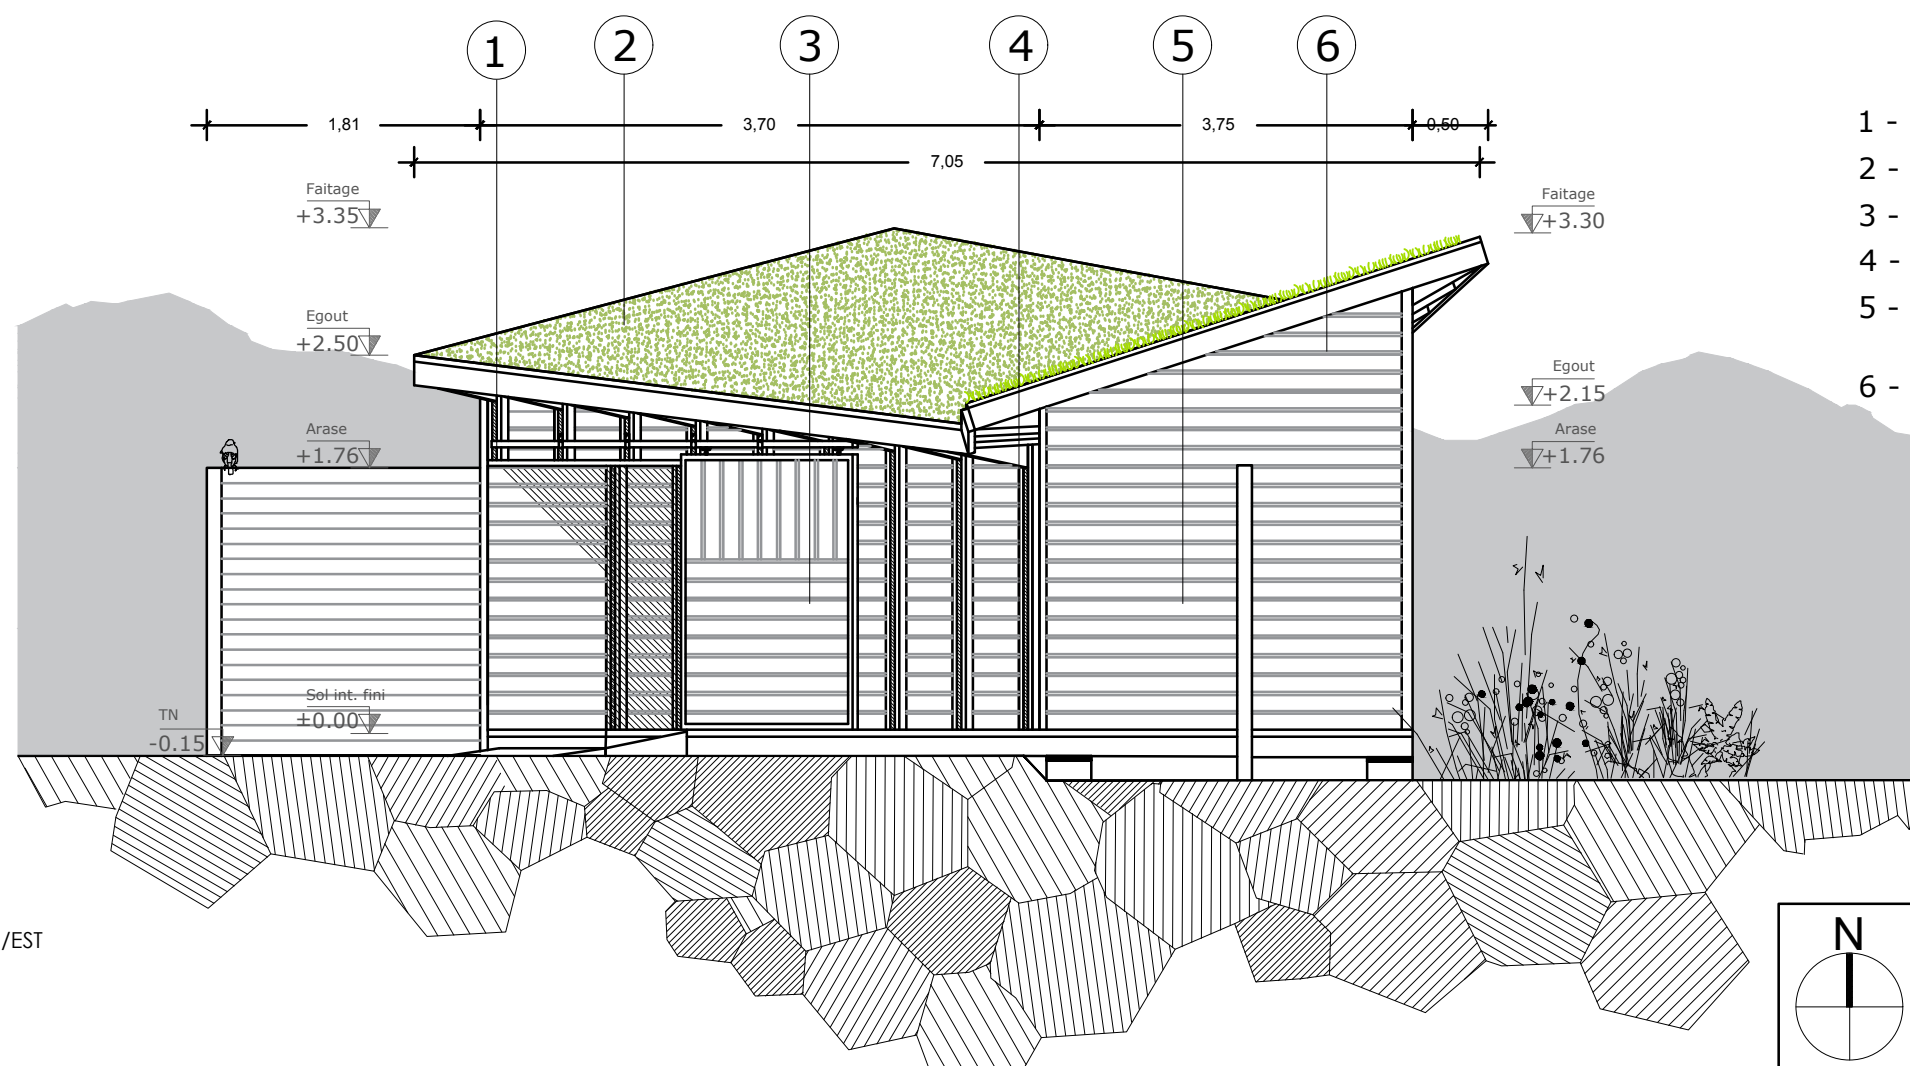 1 2 3 4 5 6
1,81 3,70 3,75 0,50
7,05
Faitage
+3.35
Egout
+2.50
Arase
+1.76
Sol int. fini
+0.00
TN
-0.15
Faitage
+3.30
Egout
+2.15
Arase
+1.76
1 -
2 -
3 -
4 -
5 -
6 -
/EST
N